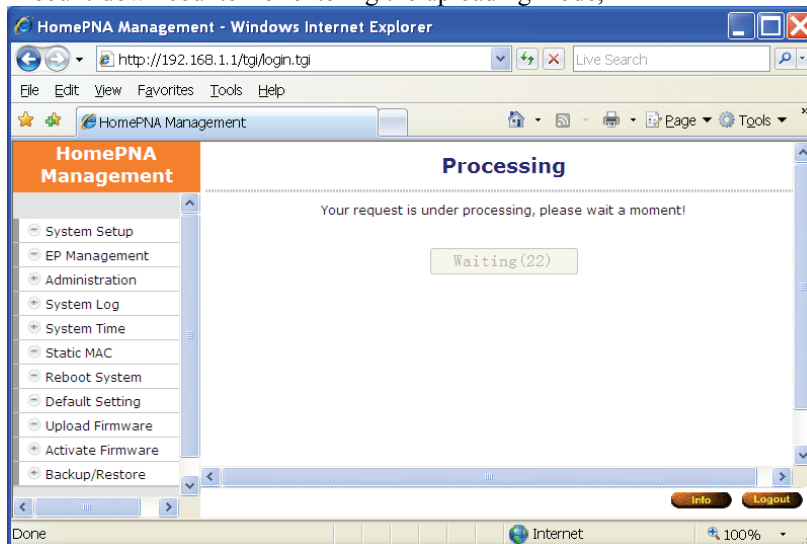 HomePNA Management - Windows Internet Explorer
http://192.168.1.1/tgi/login.tgi
Live Search
File Edit View Favorites Tools Help
HomePNA Management
Page Tools
HomePNA
Management
System Setup
EP Management
Administration
System Log
System Time
Static MAC
Reboot System
Default Setting
Upload Firmware
Activate Firmware
Backup/Restore
Processing
Your request is under processing, please wait a moment!
Waiting(22)
Info Logout
Done
Internet
100%